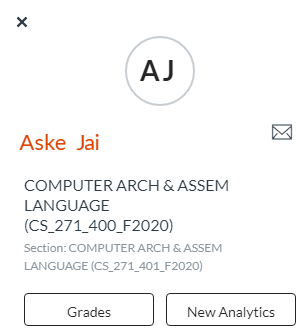 ×
AJ
Aske Jai
COMPUTER ARCH & ASSEM
LANGUAGE
(CS_271_400_F2020)
Section: COMPUTER ARCH & ASSEM
LANGUAGE (CS_271_401_F2020)
Grades New Analytics